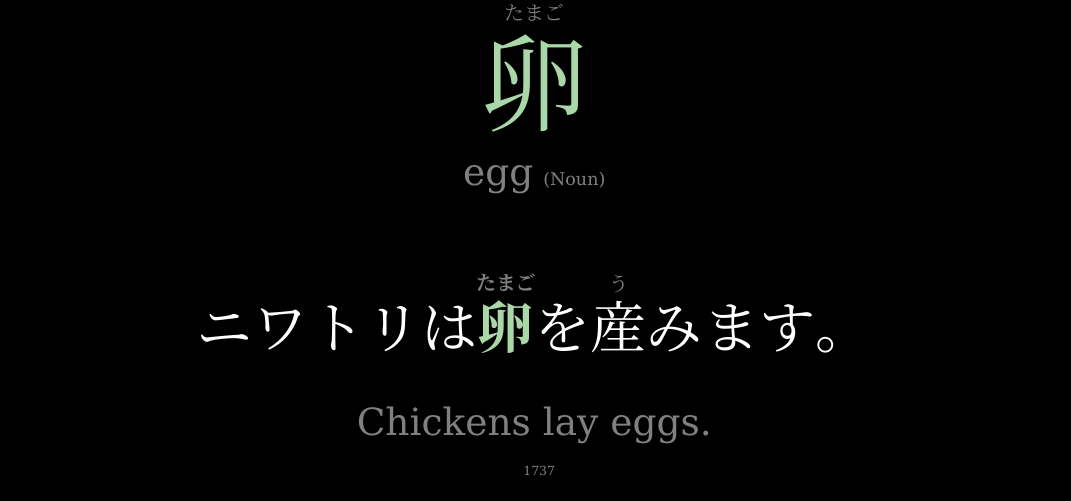 たまご
卵
egg (Noun)
たまご う
ニワトリは卵を産みます。
Chickens lay eggs.
1737